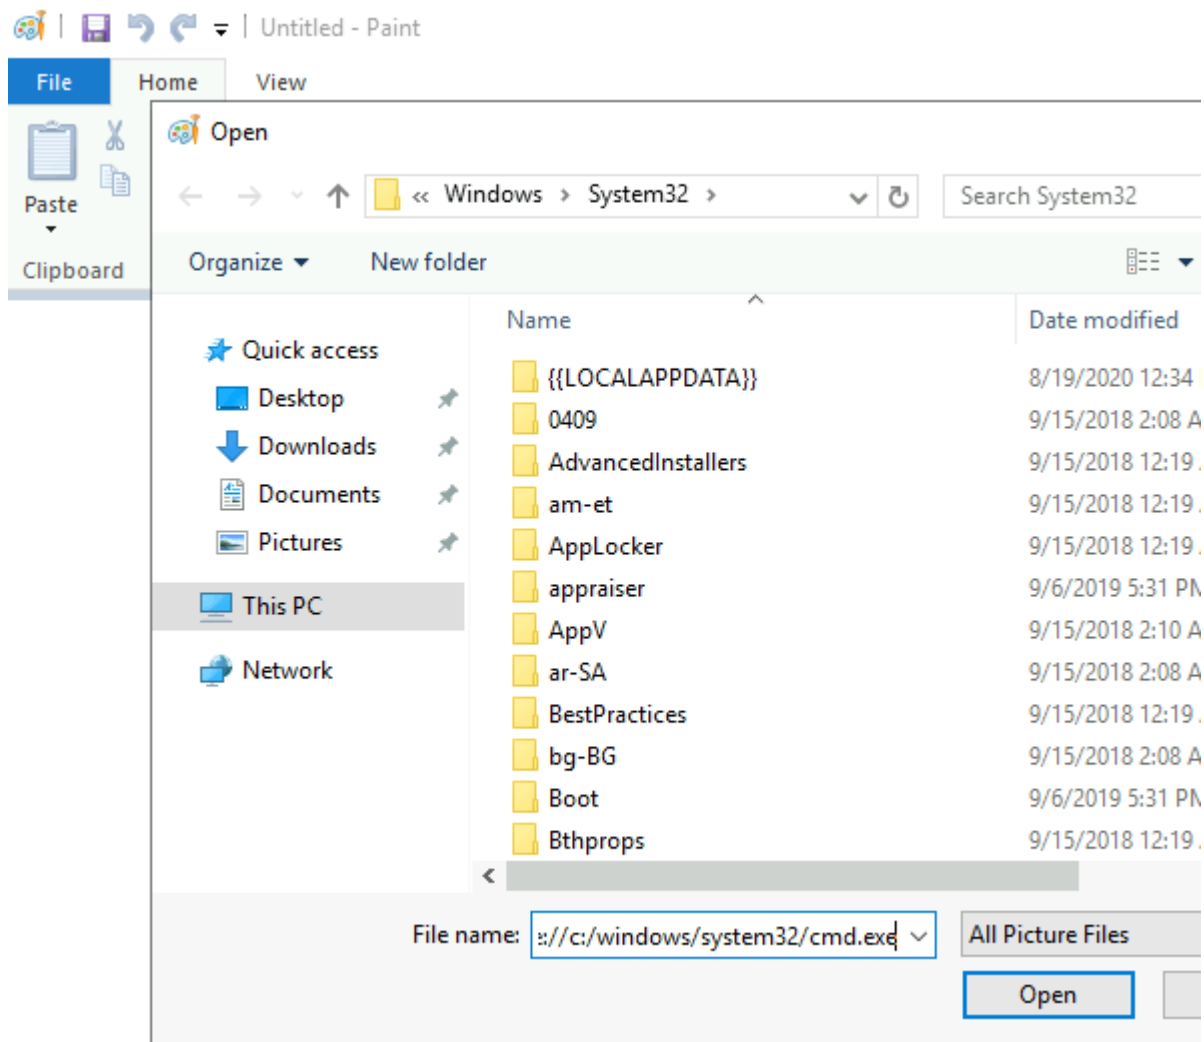 Untitled - Paint
File Home View
Open
Paste
Clipboard
« Windows > System32 >
Search System32
Organize
New folder
Name
Date modified
Quick access
Desktop
Downloads
Documents
Pictures
This PC
Network
{{LOCALAPPDATA}} 8/19/2020 12:34
0409 9/15/2018 2:08 A
AdvancedInstallers 9/15/2018 12:19
am-et 9/15/2018 12:19
AppLocker 9/15/2018 12:19
appraiser 9/6/2019 5:31 PM
AppV 9/15/2018 2:10 A
ar-SA 9/15/2018 2:08 A
BestPractices 9/15/2018 12:19
bg-BG 9/15/2018 2:08 A
Boot 9/6/2019 5:31 PM
Bthprops 9/15/2018 12:19
File name: ://c:/windows/system32/cmd.exe
All Picture Files
Open